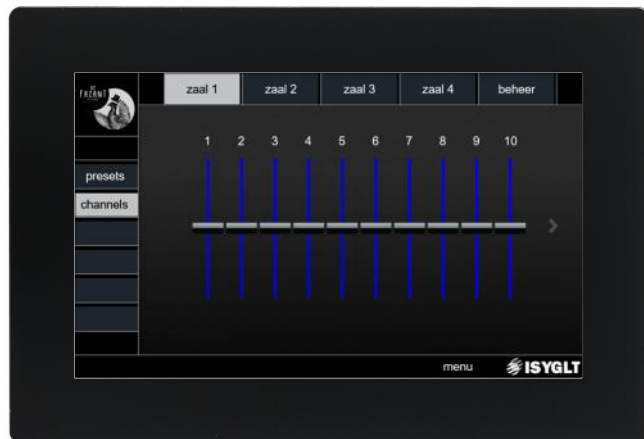 FAZANT
zaal 1 zaal 2 zaal 3 zaal 4 beheer
1 2 3 4 5 6 7 8 9 10
presets
channels
menu ISYGLT